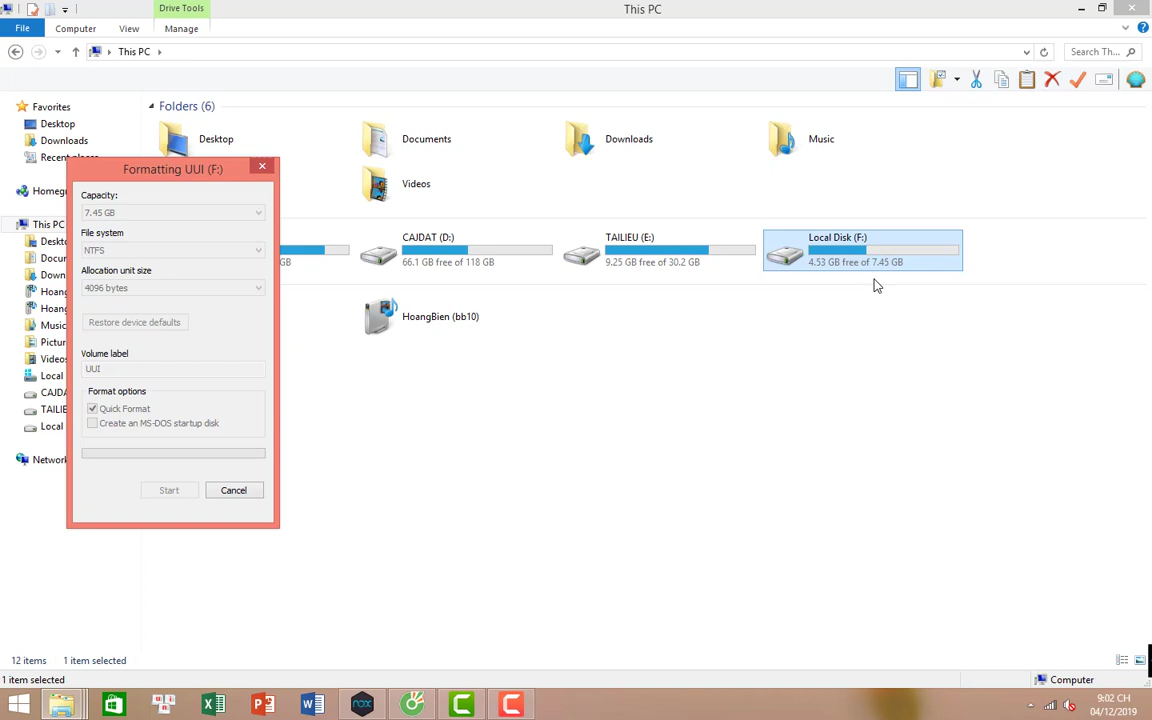 Drive Tools
This PC
File
Computer
View
Manage
This PC
Search Th...
Favorites
Desktop
Downloads
Recent places
Homegr
This PC
Deskto
Docum
Down
Hoang
Hoang
Music
Pictur
Videos
Local
CAJDA
TAILIE
Local
Network
Folders (6)
Desktop
Documents
Downloads
Music
Videos
GB
CAJDAT (D:)
66.1 GB free of 118 GB
TAILIEU (E:)
9.25 GB free of 30.2 GB
Local Disk (F:)
4.53 GB free of 7.45 GB
HoangBien (bb10)
Formatting UUI (F:)
Capacity:
7.45 GB
File system
NTFS
Allocation unit size
4096 bytes
Restore device defaults
Volume label
UUI
Format options
Quick Format
Create an MS-DOS startup disk
Start
Cancel
12 items
1 item selected
1 item selected
Computer
nox
9:02 CH
04/12/2019